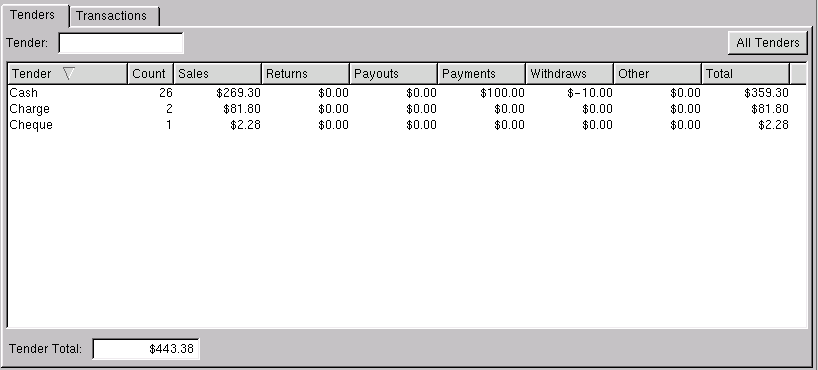 Tenders Transactions
Tender: All Tenders
Tender Count Sales Returns Payouts Payments Withdraws Other Total
Cash 26 $269.30 $0.00 $0.00 $100.00 $-10.00 $0.00 $359.30
Charge 2 $81.80 $0.00 $0.00 $0.00 $0.00 $0.00 $81.80
Cheque 1 $2.28 $0.00 $0.00 $0.00 $0.00 $0.00 $2.28
Tender Total: $443.38